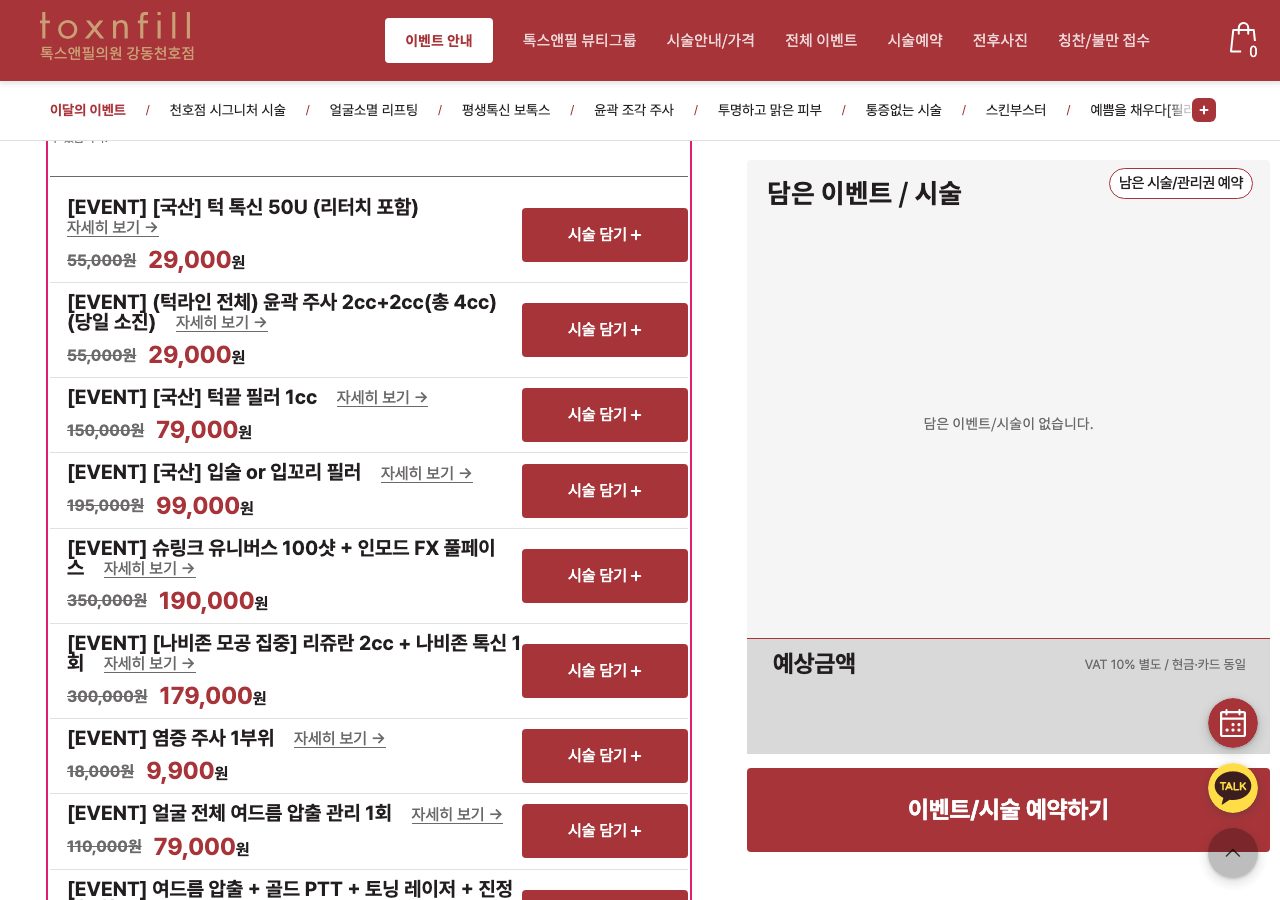 toxnfill
톡스앤필의원 강동천호점
이벤트 안내
톡스앤필 뷰티그룹
시술안내/가격
전체 이벤트
시술예약
전후사진
칭찬/불만 접수
0
이달의 이벤트 / 천호점 시그니처 시술 / 얼굴소멸 리프팅 / 평생톡신 보톡스 / 윤곽 조각 주사 / 투명하고 맑은 피부 / 통증없는 시술 / 스킨부스터 / 예쁨을 채우다[필러 +
[EVENT] [국산] 턱 톡신 50U (리터치 포함)
자세히 보기 →
55,000원 29,000원
시술 담기 +
[EVENT] (턱라인 전체) 윤곽 주사 2cc+2cc(총 4cc)
(당일 소진) 자세히 보기 →
55,000원 29,000원
시술 담기 +
[EVENT] [국산] 턱끝 필러 1cc 자세히 보기 →
150,000원 79,000원
시술 담기 +
[EVENT] [국산] 입술 or 입꼬리 필러 자세히 보기 →
195,000원 99,000원
시술 담기 +
[EVENT] 슈링크 유니버스 100샷 + 인모드 FX 풀페이
스 자세히 보기 →
350,000원 190,000원
시술 담기 +
[EVENT] [나비존 모공 집중] 리쥬란 2cc + 나비존 톡신 1
회 자세히 보기 →
300,000원 179,000원
시술 담기 +
[EVENT] 염증 주사 1부위 자세히 보기 →
18,000원 9,900원
시술 담기 +
[EVENT] 얼굴 전체 여드름 압출 관리 1회 자세히 보기 →
110,000원 79,000원
시술 담기 +
[EVENT] 여드름 압출 + 골드 PTT + 토닝 레이저 + 진정
담은 이벤트 / 시술
남은 시술/관리권 예약
담은 이벤트/시술이 없습니다.
예상금액
VAT 10% 별도 / 현금·카드 동일
TALK
이벤트/시술 예약하기